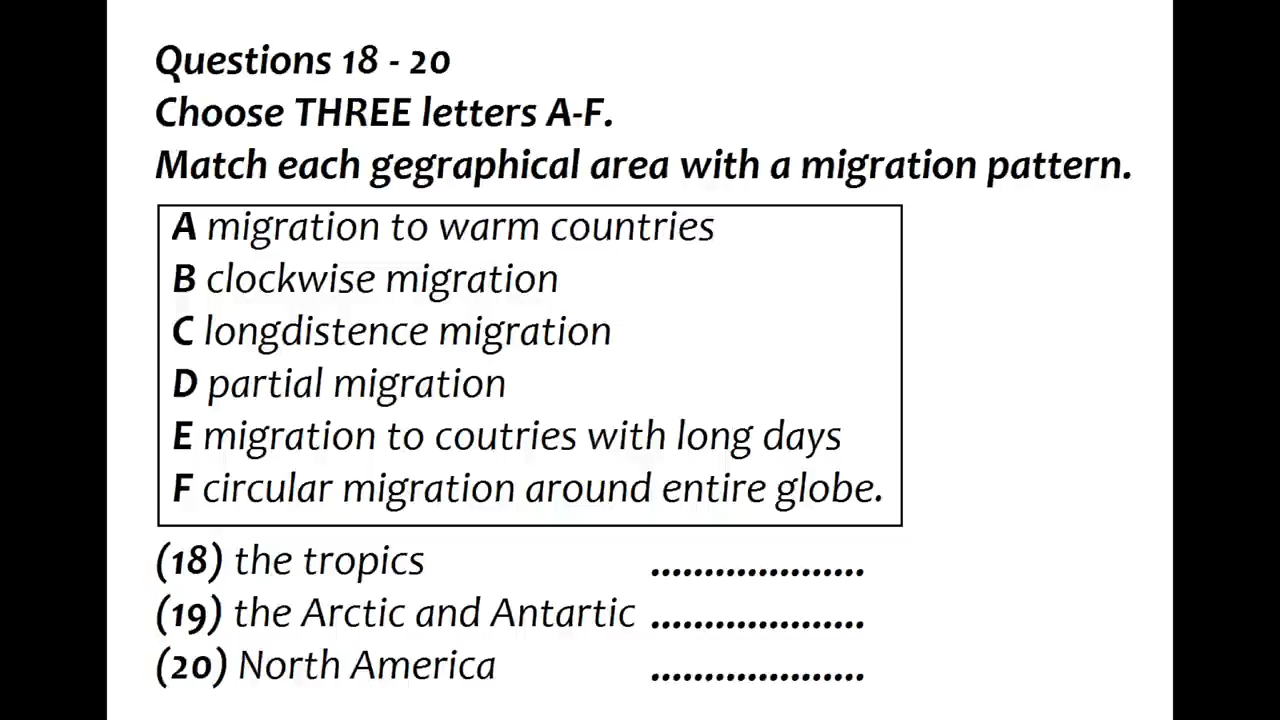 Questions 18 - 20
Choose THREE letters A-F.
Match each gegraphical area with a migration pattern.
A migration to warm countries
B clockwise migration
C longdistence migration
D partial migration
E migration to coutries with long days
F circular migration around entire globe.
(18) the tropics ....................
(19) the Arctic and Antartic ....................
(20) North America ....................